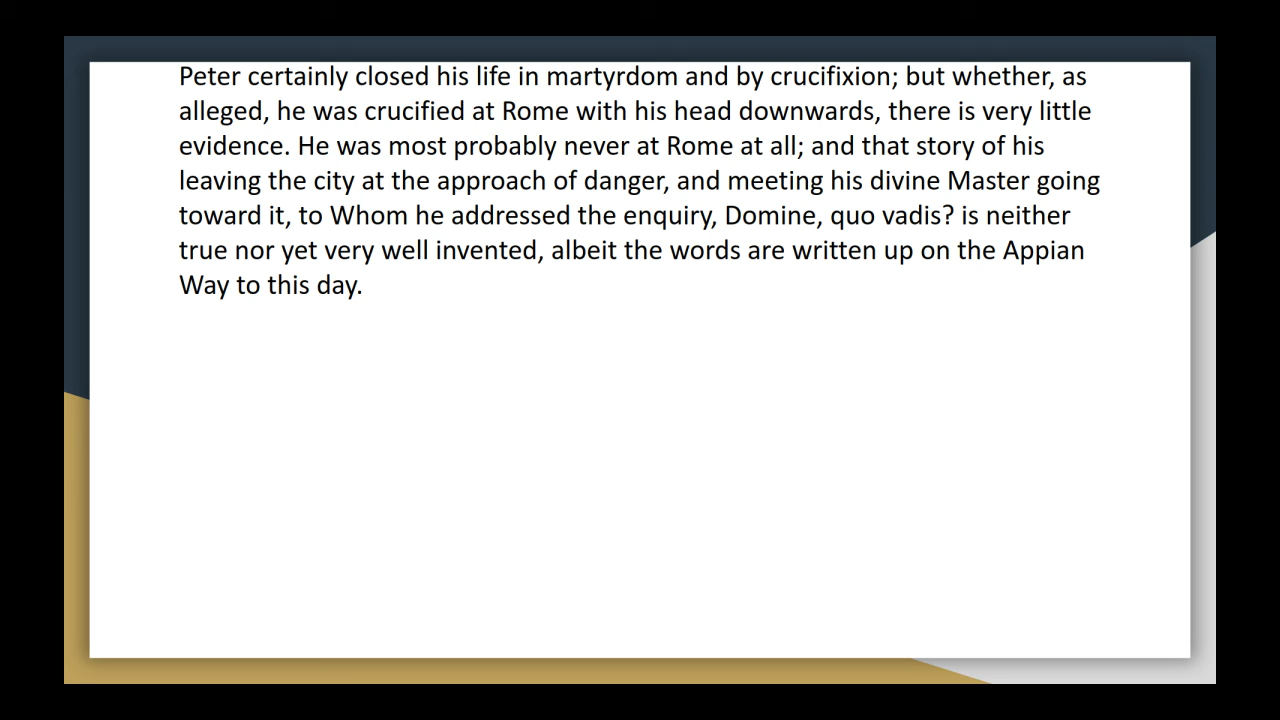 Peter certainly closed his life in martyrdom and by crucifixion; but whether, as
alleged, he was crucified at Rome with his head downwards, there is very little
evidence. He was most probably never at Rome at all; and that story of his
leaving the city at the approach of danger, and meeting his divine Master going
toward it, to Whom he addressed the enquiry, Domine, quo vadis? is neither
true nor yet very well invented, albeit the words are written up on the Appian
Way to this day.